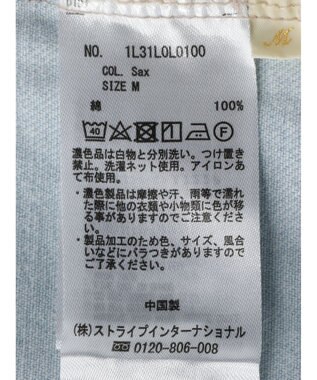 NO. 1L31L0L0100
COL. Sax
SIZE M
綿 100%
40
濃色品は白物と分別洗い。つけ置き
禁止。洗濯ネット使用。アイロンあ
て布使用。
・濃色製品は摩擦や汗、雨等で濡れ
た際に他の衣類や小物類に色が移
る事がありますのでご注意くださ
い。
・製品加工のため色、サイズ、風合
いなどにバラつきがありますので
ご了承ください。
中国製
(株)ストライプインターナショナル
0120-806-008
M